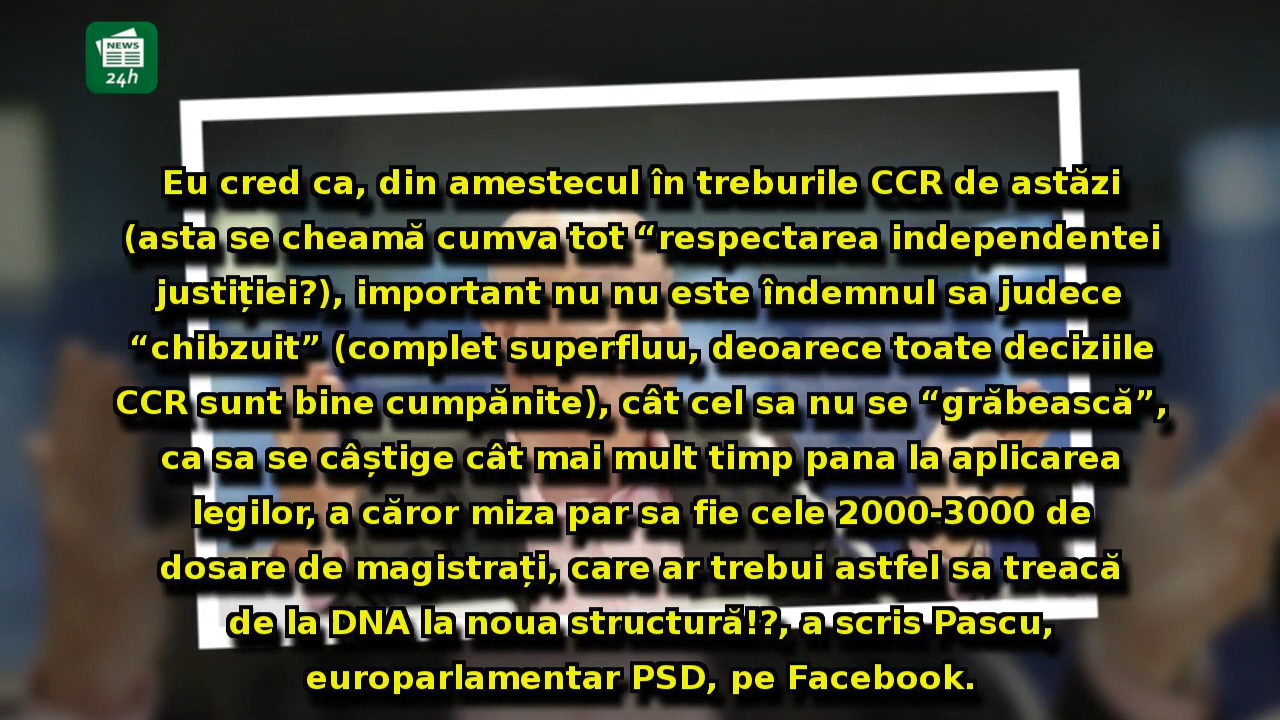 NEWS
24h
Eu cred ca, din amestecul în treburile CCR de astăzi
(asta se cheamă cumva tot “respectarea independentei
justiției?), important nu nu este îndemnul sa judece
“chibzuit” (complet superfluu, deoarece toate deciziile
CCR sunt bine cumpănite), cât cel sa nu se “grăbească”,
ca sa se câștige cât mai mult timp pana la aplicarea
legilor, a căror miza par sa fie cele 2000-3000 de
dosare de magistrați, care ar trebui astfel sa treacă
de la DNA la noua structură!?, a scris Pascu,
europarlamentar PSD, pe Facebook.